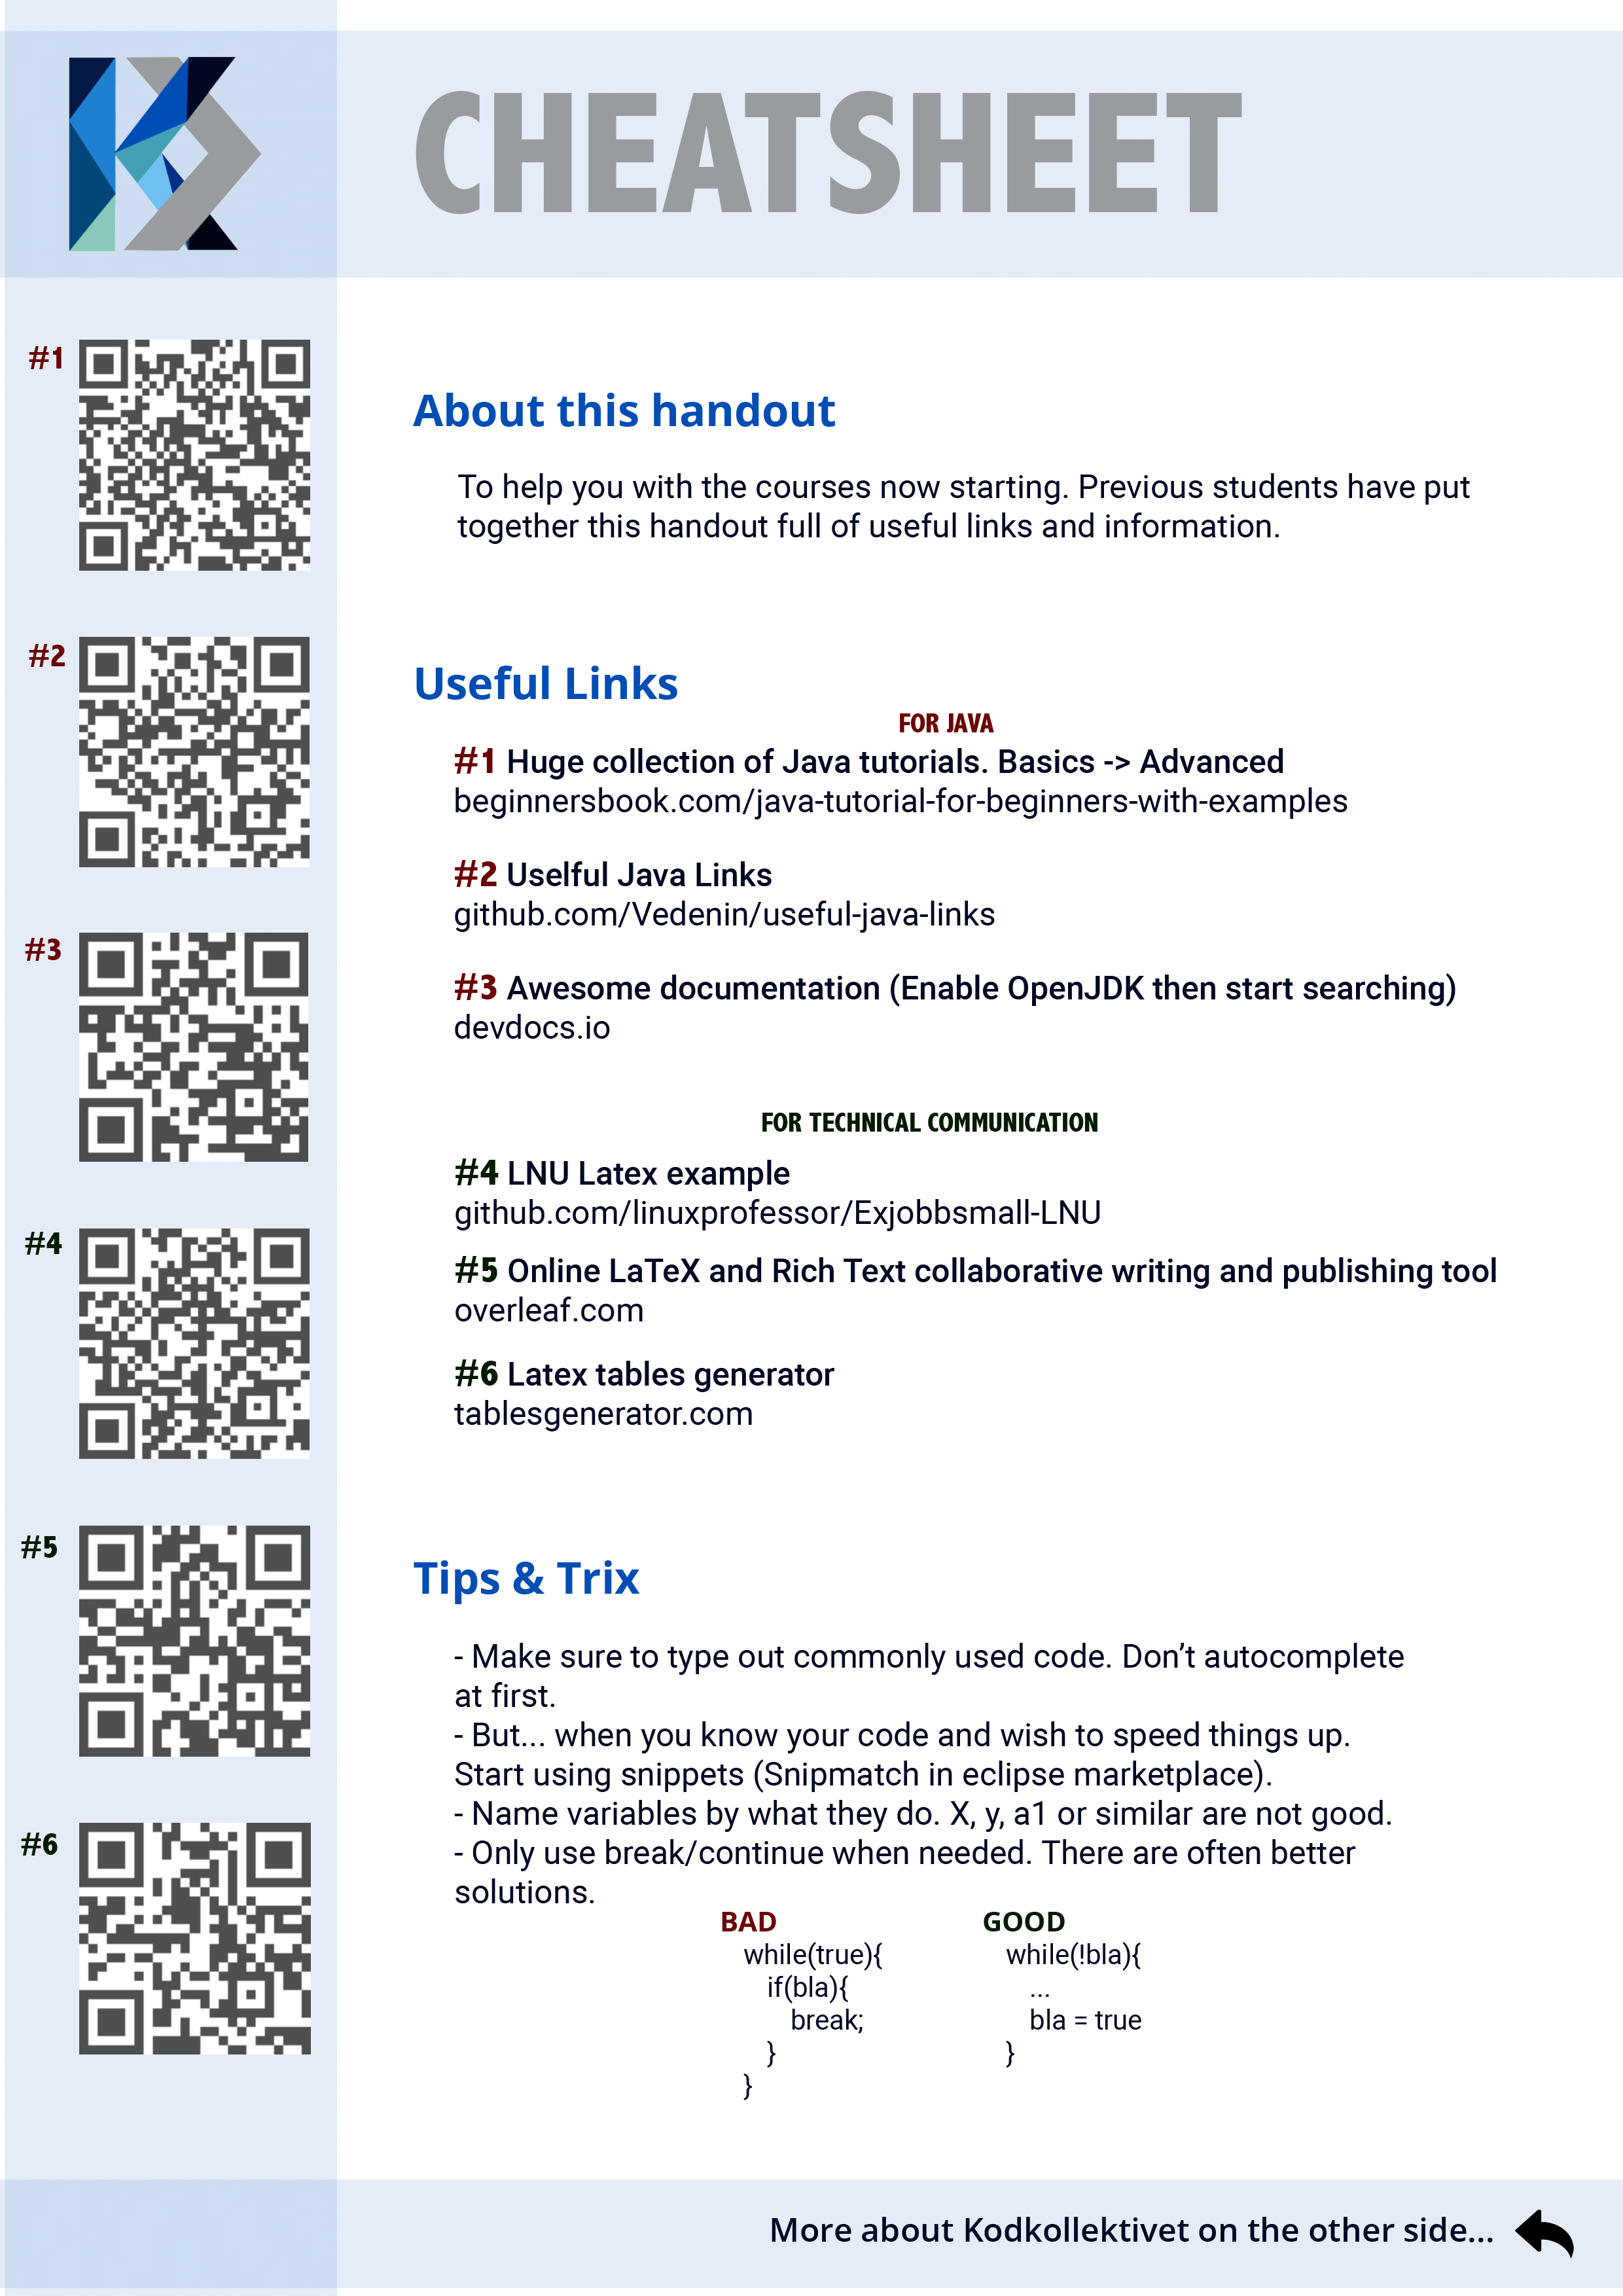 CHEATSHEET
#1
#2
#3
#4
#5
#6
About this handout
To help you with the courses now starting. Previous students have put
together this handout full of useful links and information.
Useful Links
FOR JAVA
#1 Huge collection of Java tutorials. Basics -> Advanced
beginnersbook.com/java-tutorial-for-beginners-with-examples
#2 Uselful Java Links
github.com/Vedenin/useful-java-links
#3 Awesome documentation (Enable OpenJDK then start searching)
devdocs.io
FOR TECHNICAL COMMUNICATION
#4 LNU Latex example
github.com/linuxprofessor/Exjobbsmall-LNU
#5 Online LaTeX and Rich Text collaborative writing and publishing tool
overleaf.com
#6 Latex tables generator
tablesgenerator.com
Tips & Trix
- Make sure to type out commonly used code. Don’t autocomplete
at first.
- But... when you know your code and wish to speed things up.
Start using snippets (Snipmatch in eclipse marketplace).
- Name variables by what they do. X, y, a1 or similar are not good.
- Only use break/continue when needed. There are often better
solutions.
BAD
while(true){
if(bla){
break;
}
}
GOOD
while(!bla){
...
bla = true
}
More about Kodkollektivet on the other side...